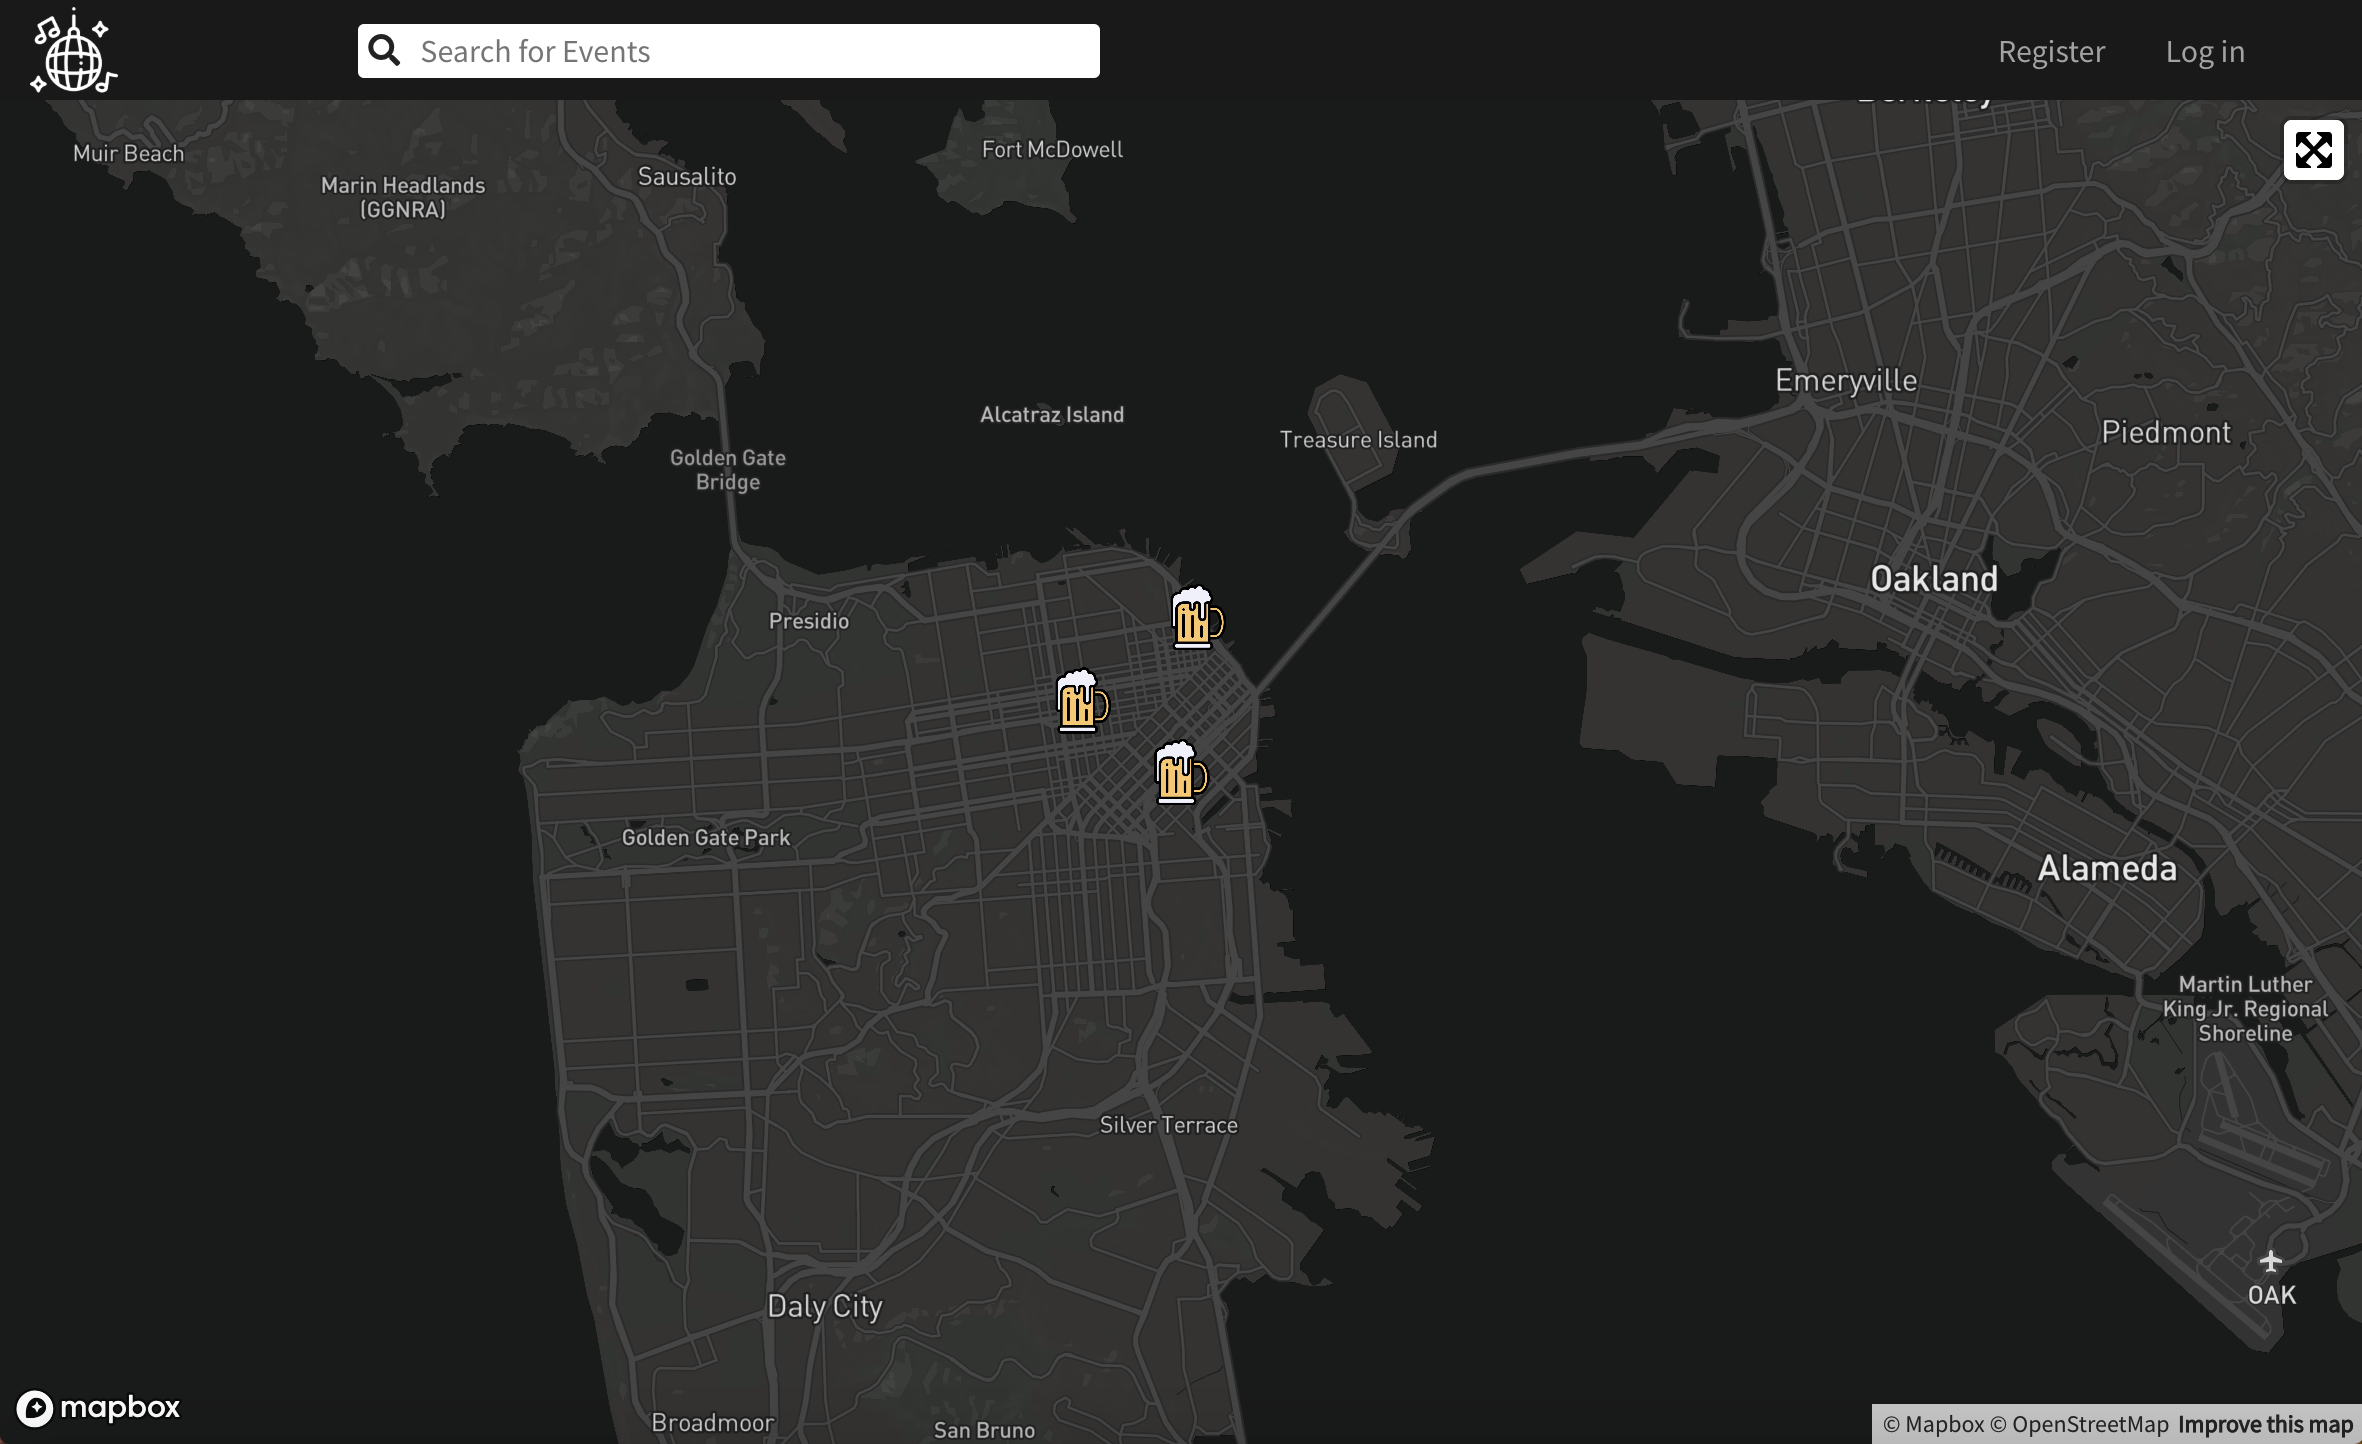 Search for Events
Register
Log in
Muir Beach
Marin Headlands
(GGNRA)
Sausalito
Fort McDowell
Berkeley
Golden Gate
Bridge
Alcatraz Island
Treasure Island
Emeryville
Piedmont
Oakland
Presidio
Golden Gate Park
Alameda
Martin Luther
King Jr. Regional
Shoreline
Silver Terrace
OAK
Daly City
Broadmoor
San Bruno
mapbox
© Mapbox © OpenStreetMap Improve this map